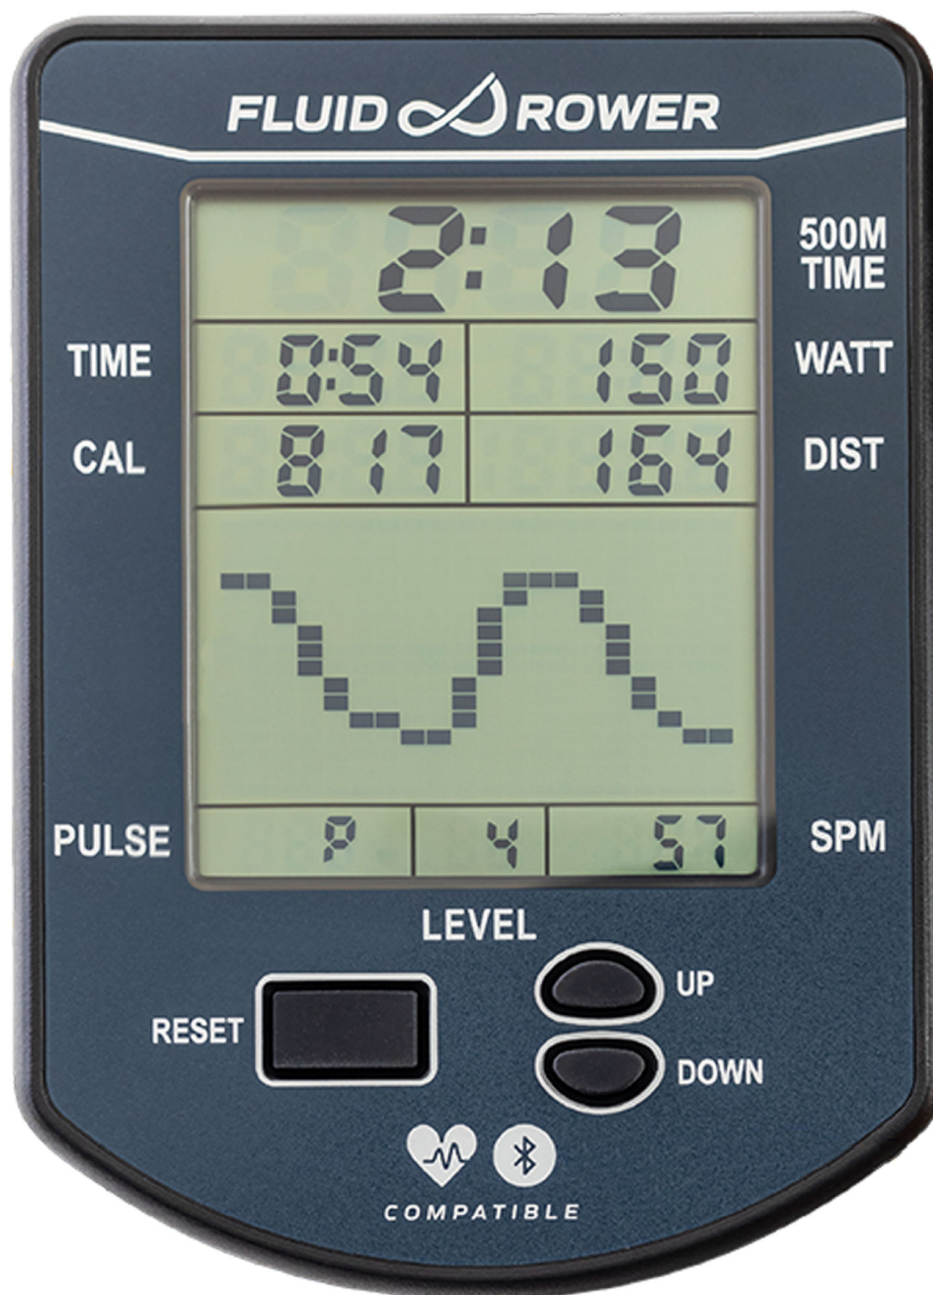 FLUID ROWER
2:13
500M
TIME
TIME 0:54 150 WATT
CAL 817 164 DIST
PULSE P 4 57 SPM
LEVEL
UP
RESET
DOWN
COMPATIBLE